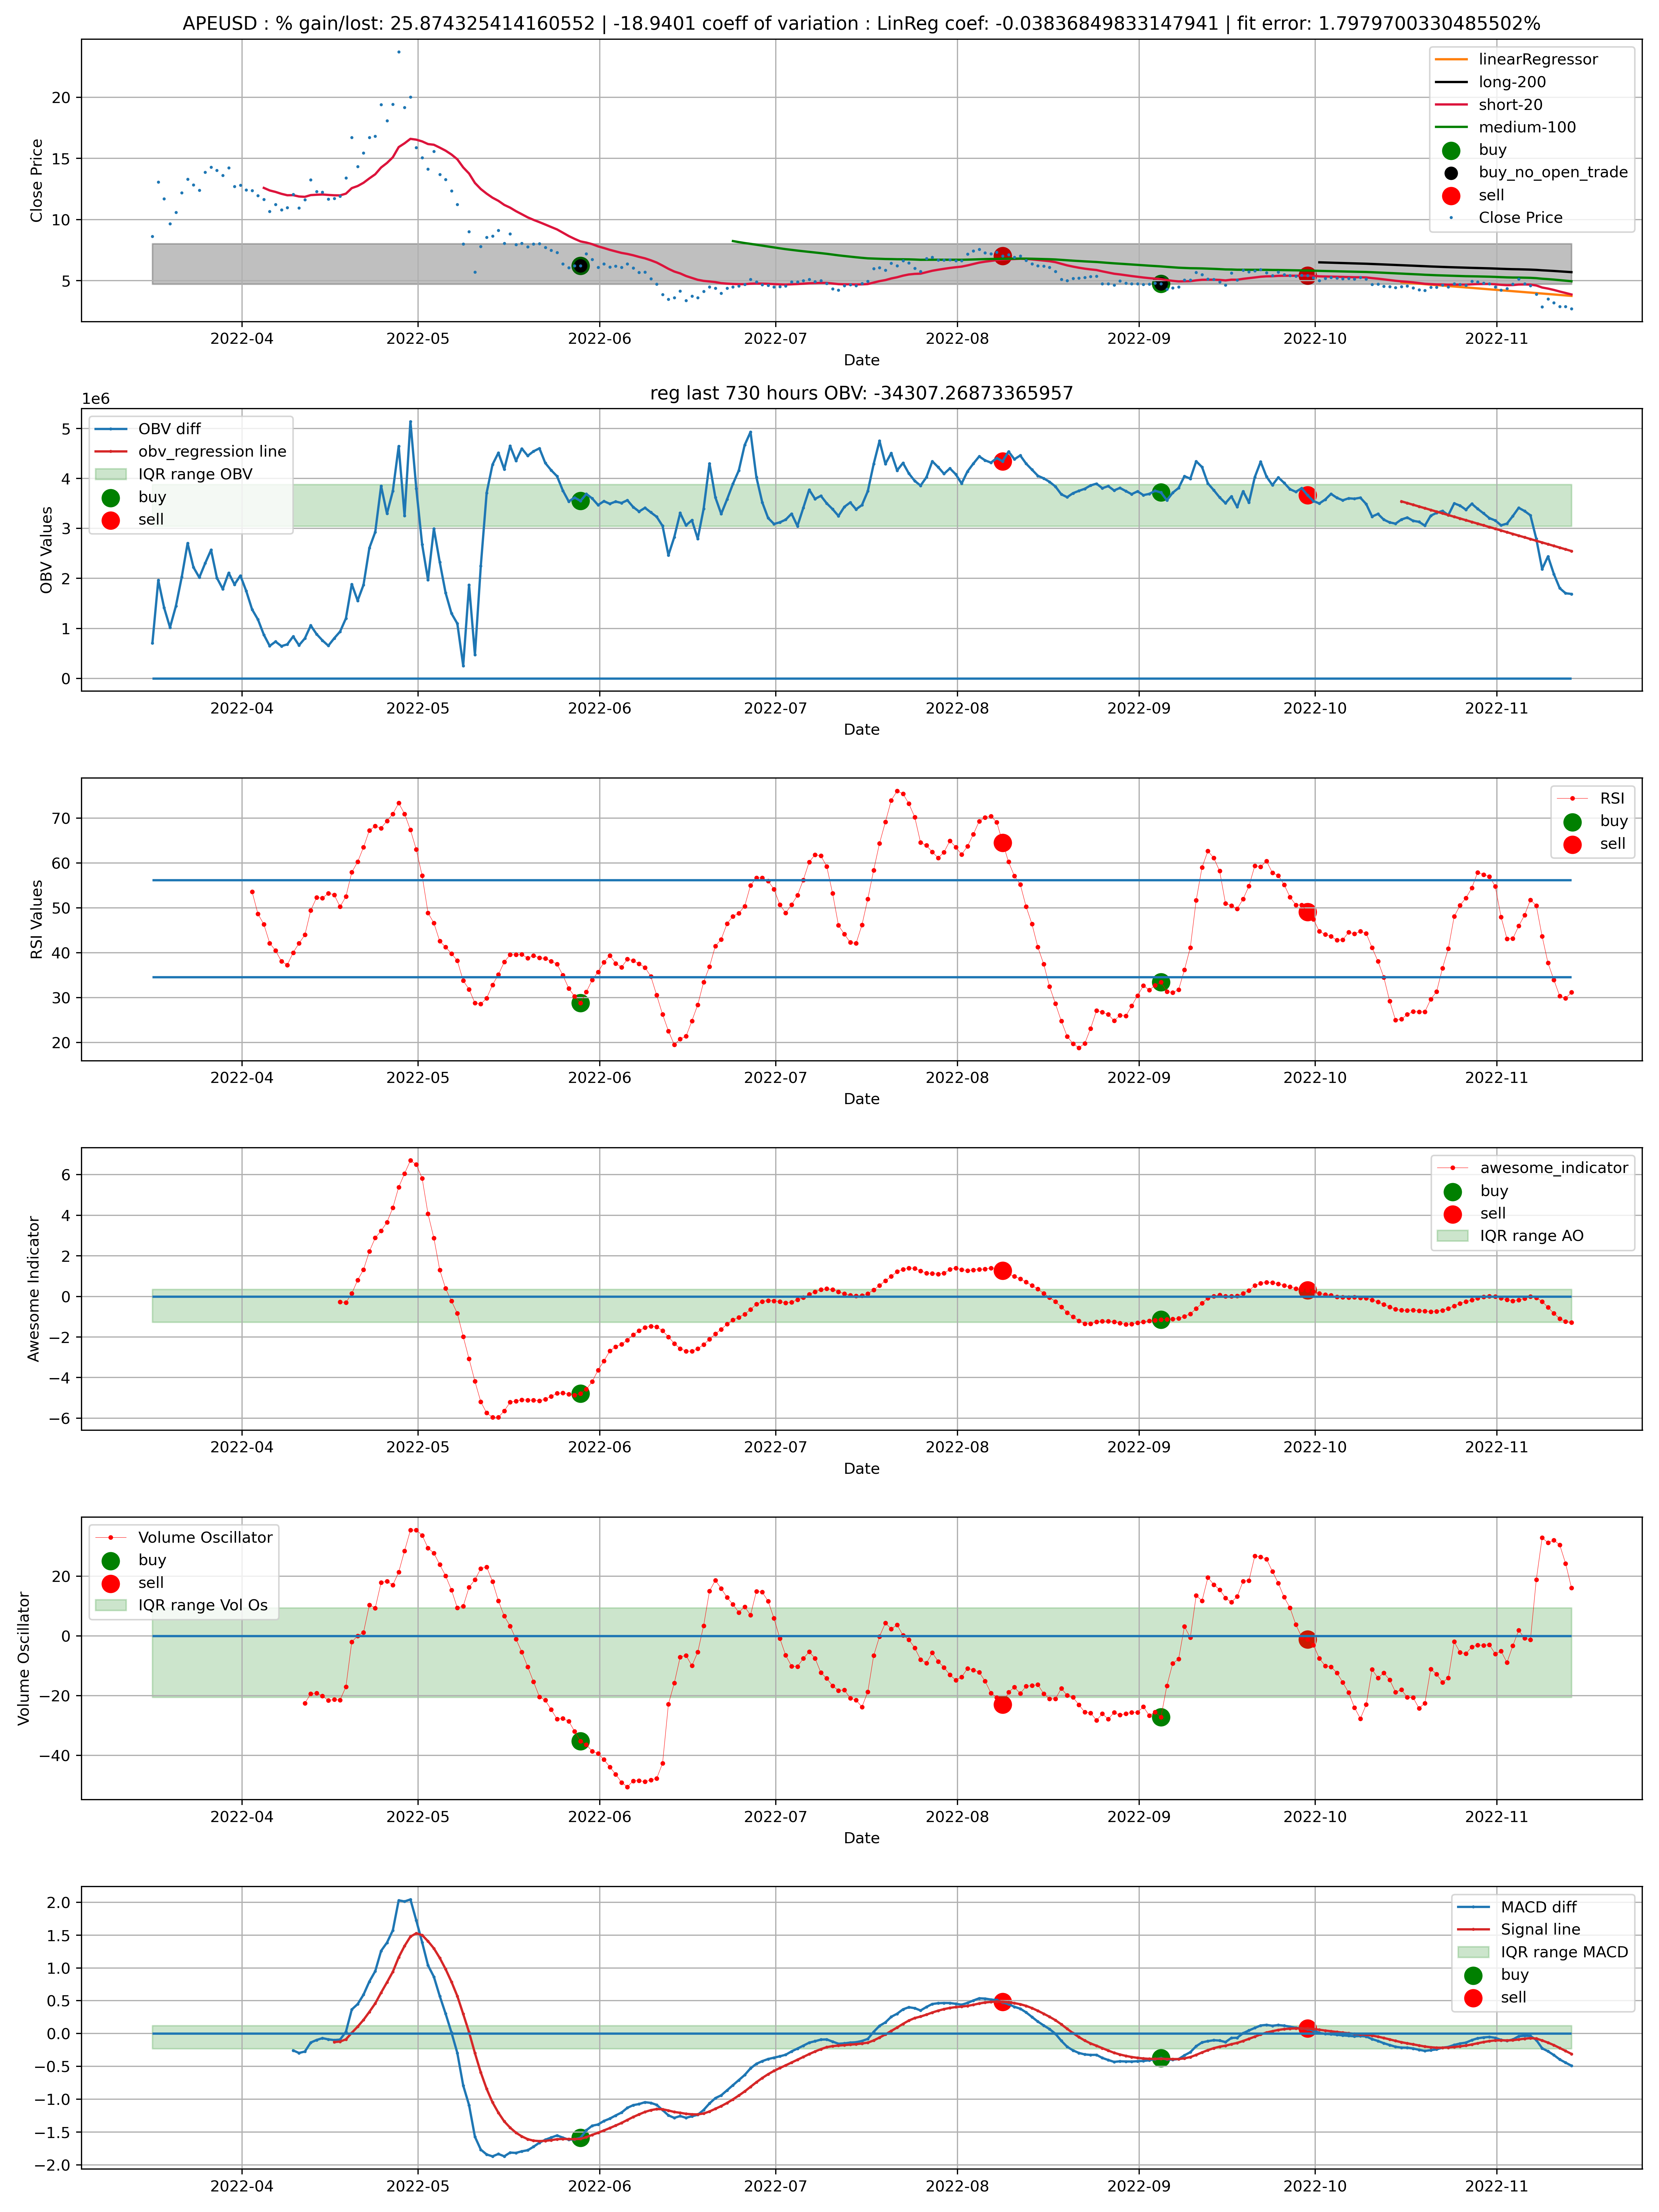 APEUSD : % gain/lost: 25.874325414160552 | -18.9401 coeff of variation : LinReg coef: -0.03836849833147941 | fit error: 1.7979700330485502%
Close Price
20
15
10
5
linearRegressor
long-200
short-20
medium-100
buy
buy_no_open_trade
sell
Close Price
2022-04 2022-05 2022-06 2022-07 2022-08 2022-09 2022-10 2022-11
Date
reg last 730 hours OBV: -34307.26873365957
1e6
OBV Values
5
4
3
2
1
0
OBV diff
obv_regression line
IQR range OBV
buy
sell
2022-04 2022-05 2022-06 2022-07 2022-08 2022-09 2022-10 2022-11
Date
RSI Values
70
60
50
40
30
20
RSI
buy
sell
2022-04 2022-05 2022-06 2022-07 2022-08 2022-09 2022-10 2022-11
Date
Awesome Indicator
6
4
2
0
−2
−4
−6
awesome_indicator
buy
sell
IQR range AO
2022-04 2022-05 2022-06 2022-07 2022-08 2022-09 2022-10 2022-11
Date
Volume Oscillator
20
0
−20
−40
Volume Oscillator
buy
sell
IQR range Vol Os
2022-04 2022-05 2022-06 2022-07 2022-08 2022-09 2022-10 2022-11
Date
2.0
1.5
1.0
0.5
0.0
−0.5
−1.0
−1.5
−2.0
MACD diff
Signal line
IQR range MACD
buy
sell
2022-04 2022-05 2022-06 2022-07 2022-08 2022-09 2022-10 2022-11